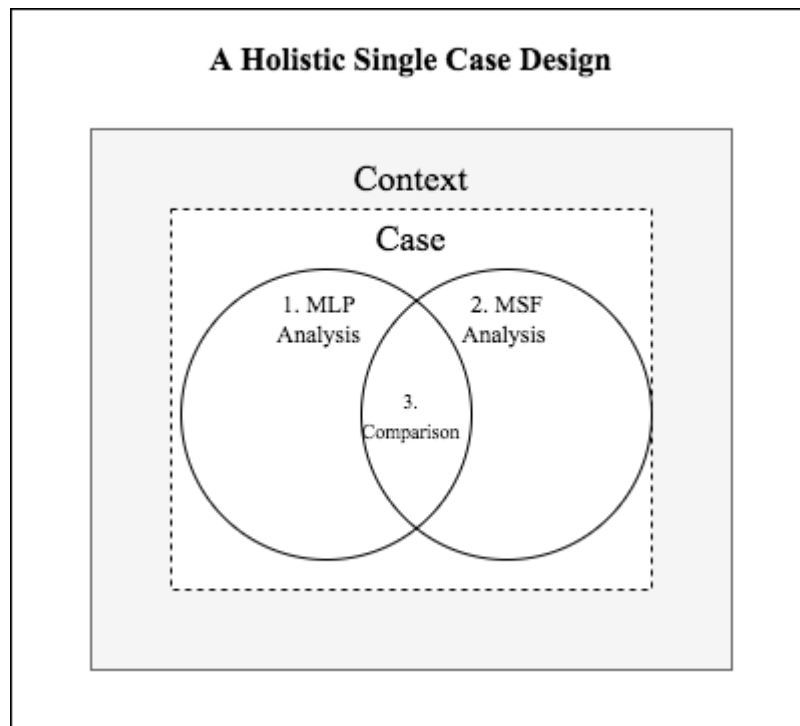 A Holistic Single Case Design
Context
Case
1. MLP
Analysis
2. MSF
Analysis
3.
Comparison